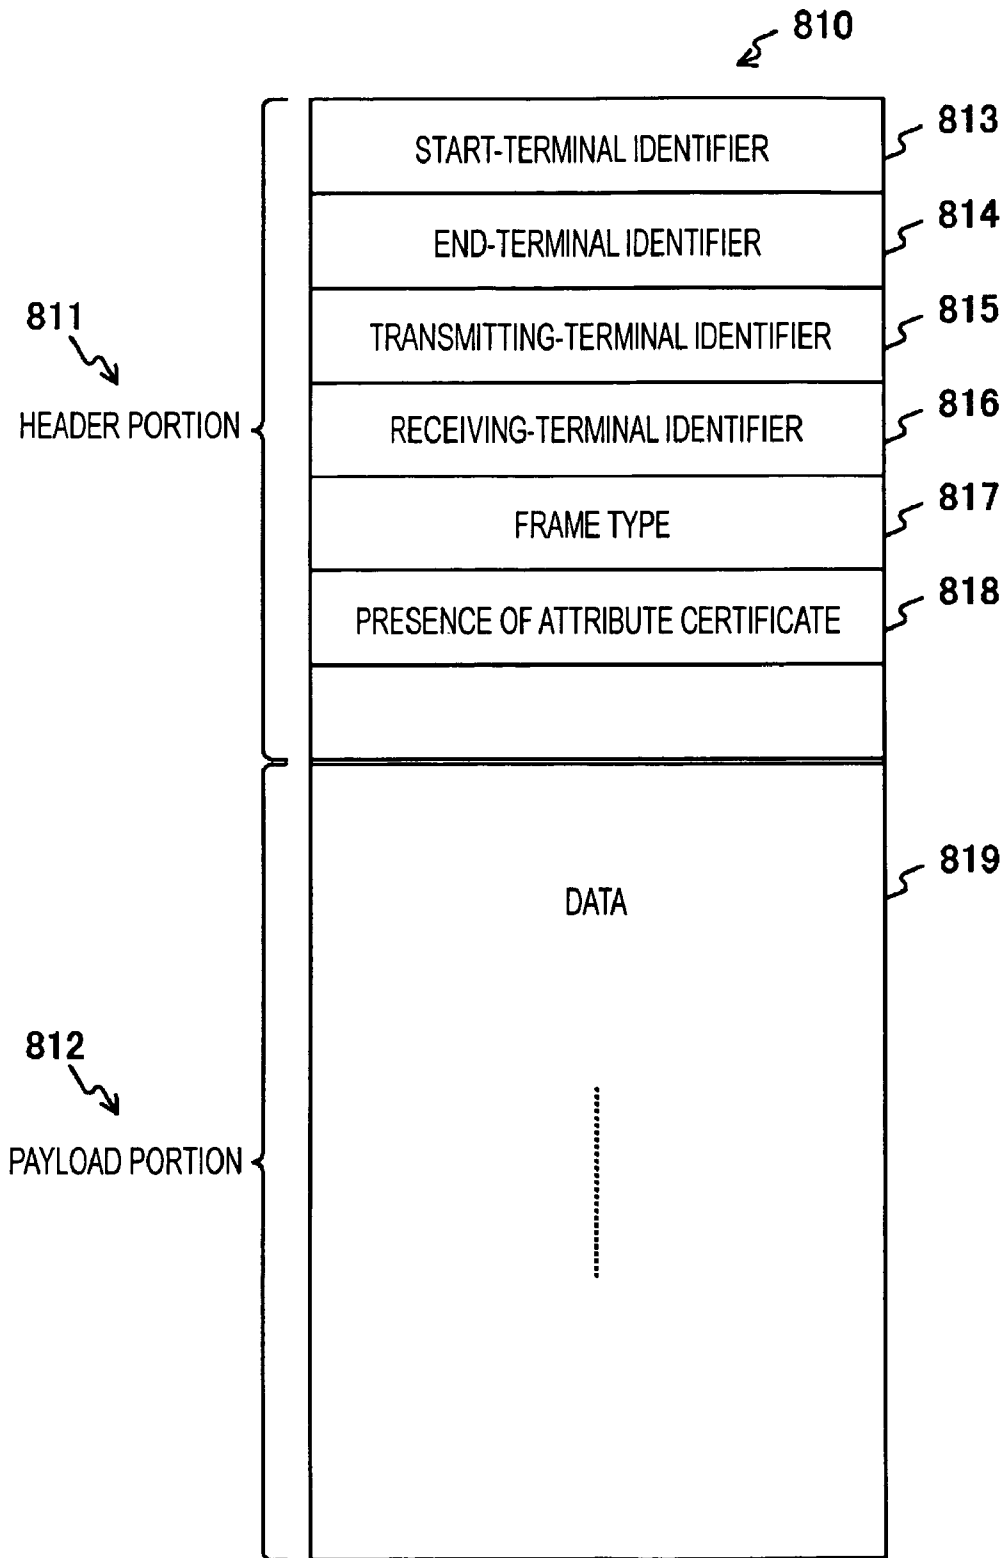 810
START-TERMINAL IDENTIFIER
813
END-TERMINAL IDENTIFIER
814
811
TRANSMITTING-TERMINAL IDENTIFIER
815
HEADER PORTION
RECEIVING-TERMINAL IDENTIFIER
816
FRAME TYPE
817
PRESENCE OF ATTRIBUTE CERTIFICATE
818
DATA
819
812
PAYLOAD PORTION